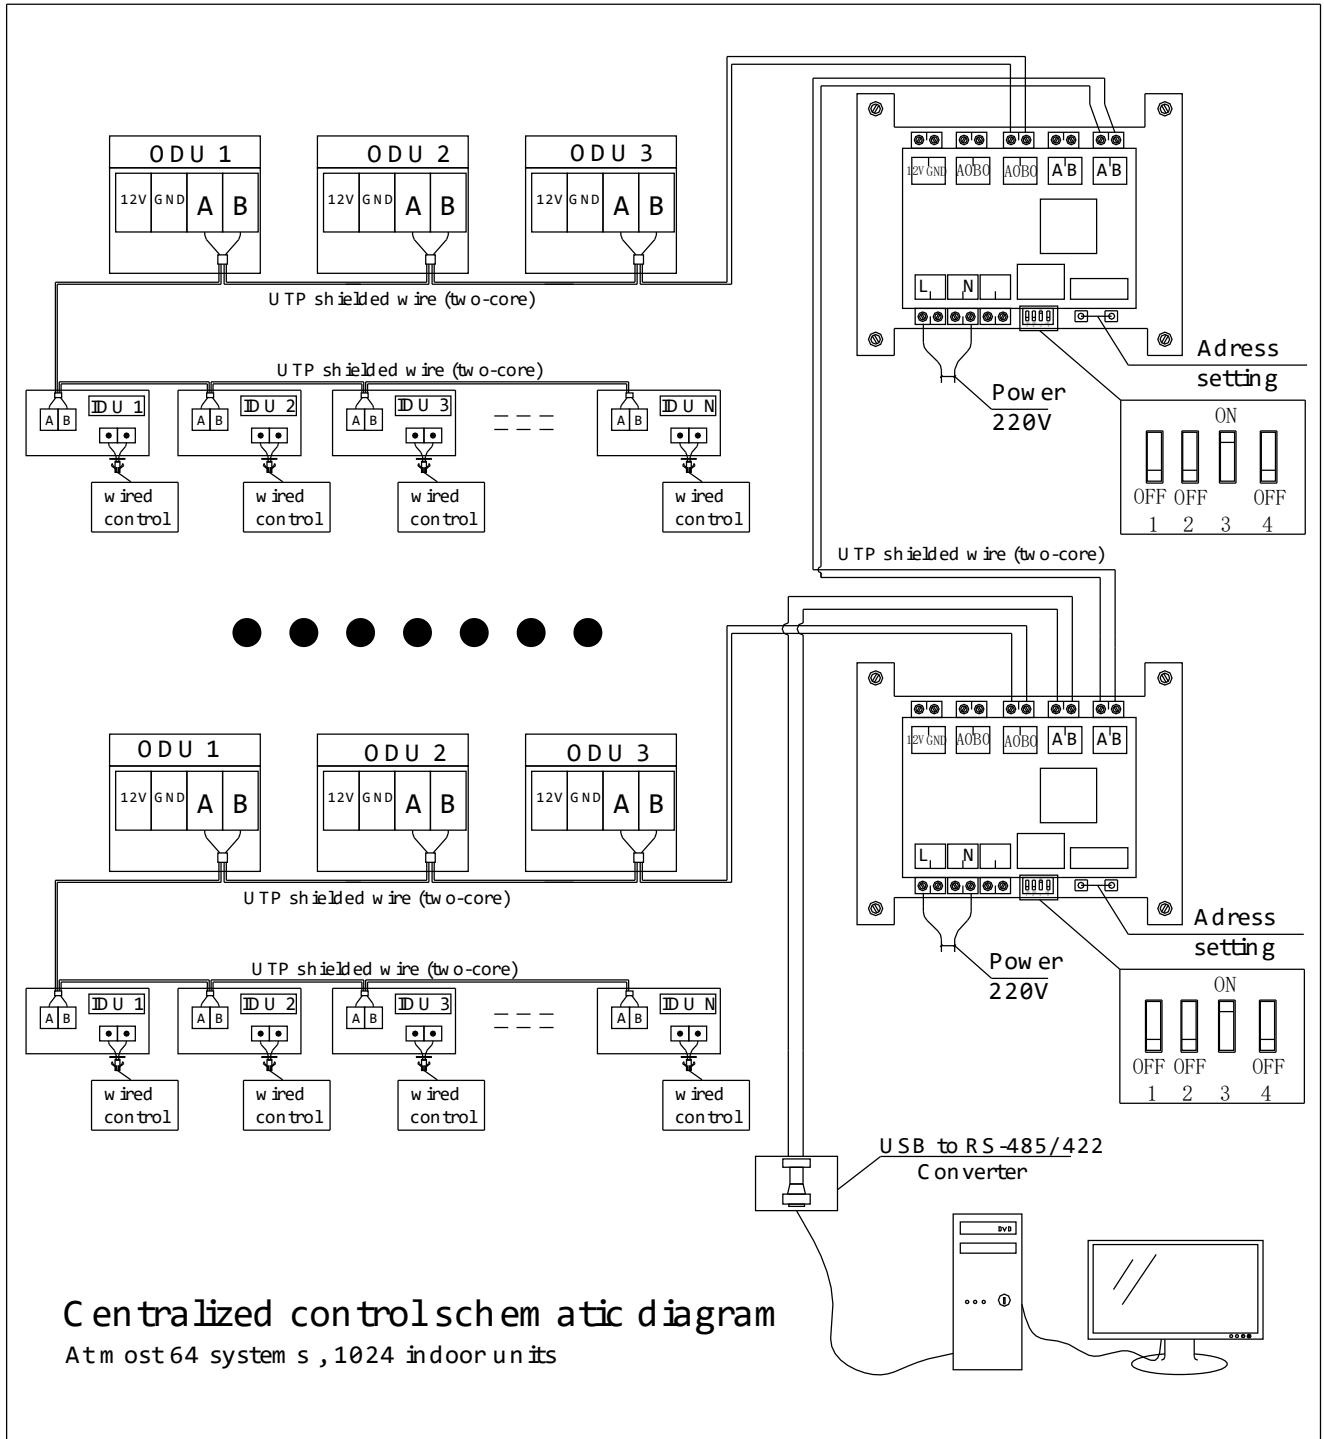 ODU 1
ODU 2
ODU 3
12V GND A B
12V GND A B
12V GND A B
UTP shielded wire (two-core)
UTP shielded wire (two-core)
A B
IDU 1
A B
IDU 2
A B
IDU 3
A B
IDU N
wired
control
wired
control
wired
control
wired
control
12V GND
A0B0
A0B0
A B
A B
L
N
Power
220V
Adress
setting
ON
OFF
OFF
OFF
1 2 3 4
UTP shielded wire (two-core)
ODU 1
ODU 2
ODU 3
12V GND A B
12V GND A B
12V GND A B
UTP shielded wire (two-core)
UTP shielded wire (two-core)
A B
IDU 1
A B
IDU 2
A B
IDU 3
A B
IDU N
wired
control
wired
control
wired
control
wired
control
12V GND
A0B0
A0B0
A B
A B
L
N
Power
220V
Adress
setting
ON
OFF
OFF
OFF
1 2 3 4
USB to RS-485/422
Converter
DVD
Centralized control schematic diagram
At most 64 systems, 1024 indoor units